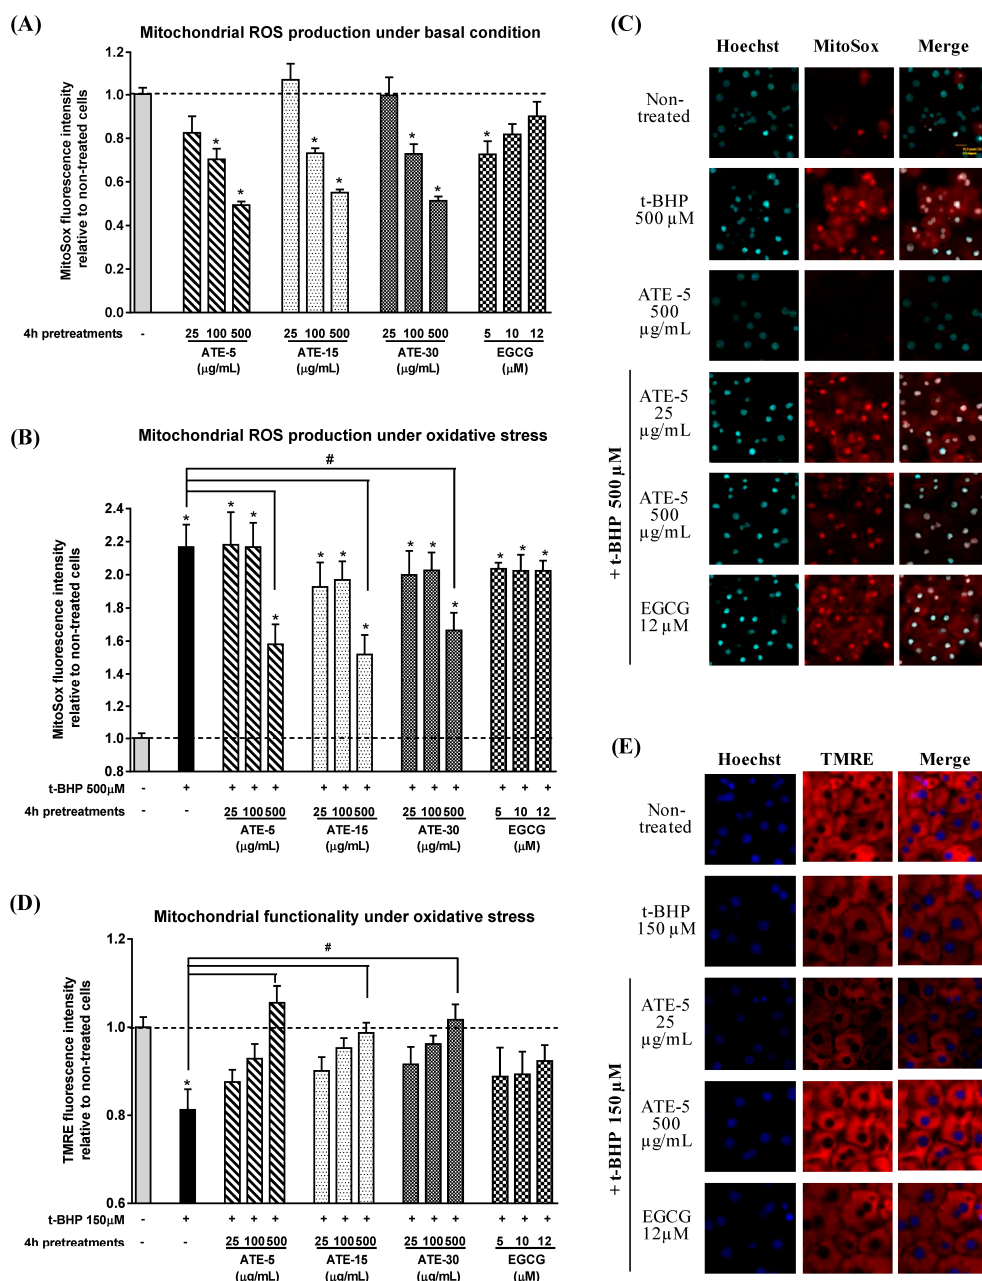 (A)
Mitochondrial ROS production under basal condition
MitoSox fluorescence intensity
relative to non-treated cells
1.2
1.0
0.8
0.6
0.4
0.2
0.0
* * * * * * *
4h pretreatments - 25 100 500 25 100 500 25 100 500 5 10 12
ATE-5 ATE-15 ATE-30 EGCG
(µg/mL) (µg/mL) (µg/mL) (µM)
(B)
Mitochondrial ROS production under oxidative stress
#
MitoSox fluorescence intensity
relative to non-treated cells
2.4
2.2
2.0
1.8
1.6
1.4
1.2
1.0
0.8
* * * * * * * * * * * * *
t-BHP 500µM - + + + + + + + + + + + + +
4h pretreatments - - 25 100 500 25 100 500 25 100 500 5 10 12
ATE-5 ATE-15 ATE-30 EGCG
(µg/mL) (µg/mL) (µg/mL) (µM)
(D)
Mitochondrial functionality under oxidative stress
#
TMRE fluorescence intensity
relative to non-treated cells
1.2
1.0
0.8
0.6
*
t-BHP 150µM - + + + + + + + + + + + + +
4h pretreatments - - 25 100 500 25 100 500 25 100 500 5 10 12
ATE-5 ATE-15 ATE-30 EGCG
(µg/mL) (µg/mL) (µg/mL) (µM)
(C)
Hoechst MitoSox Merge
Non-
treated
t-BHP
500 µM
ATE -5
500
µg/mL
+ t-BHP 500 µM
ATE-5
25
µg/mL
ATE-5
500
µg/mL
EGCG
12 µM
(E)
Hoechst TMRE Merge
Non-
treated
t-BHP
150 µM
+ t-BHP 150 µM
ATE-5
25
µg/mL
ATE-5
500
µg/mL
EGCG
12µM